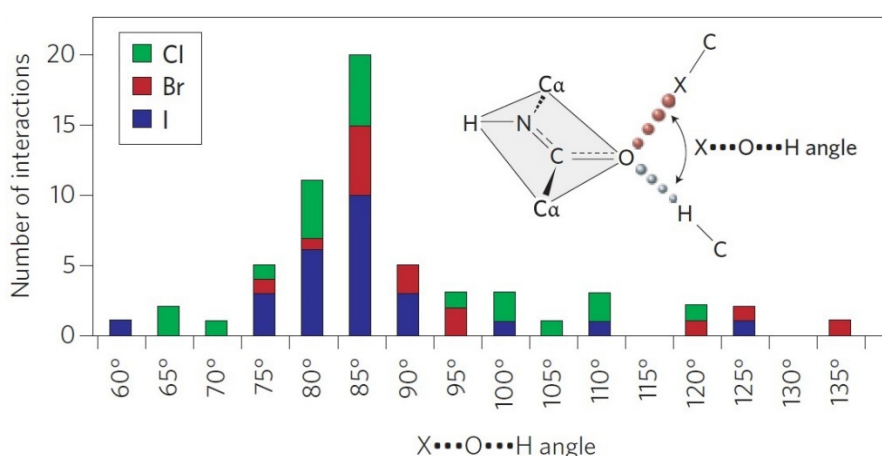 Number of interactions
20
15
10
5
0
Cl
Br
I
C
X
Cα
H
N
C
O
X•••O•••H angle
Cα
H
C
60°
65°
70°
75°
80°
85°
90°
95°
100°
105°
110°
115°
120°
125°
130°
135°
X•••O•••H angle